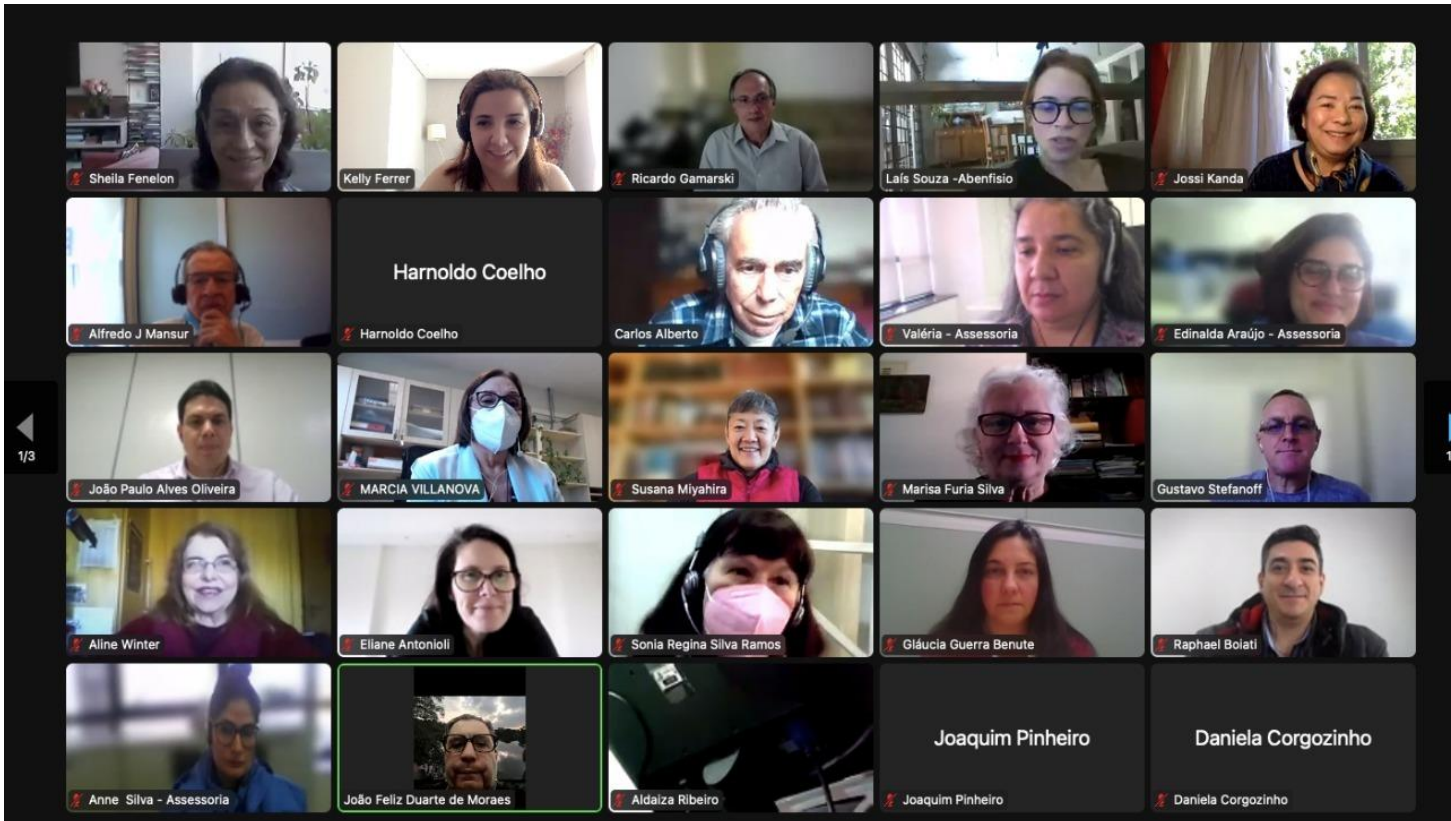 Sheila Fenelon
Kelly Ferrer
Ricardo Gamarski
Laís Souza -Abenfisio
Jossi Kanda
Alfredo J Mansur
Harnoldo Coelho
Harnoldo Coelho
Carlos Alberto
Valéria - Assessoria
Edinalda Araújo - Assessoria
1/3
João Paulo Alves Oliveira
MARCIA VILLANOVA
Susana Miyahira
Marisa Furia Silva
Gustavo Stefanoff
Aline Winter
Eliane Antonioli
Sonia Regina Silva Ramos
Gláucia Guerra Benute
Raphael Boiati
Anne Silva - Assessoria
João Feliz Duarte de Moraes
Aldaiza Ribeiro
Joaquim Pinheiro
Joaquim Pinheiro
Daniela Corgozinho
Daniela Corgozinho